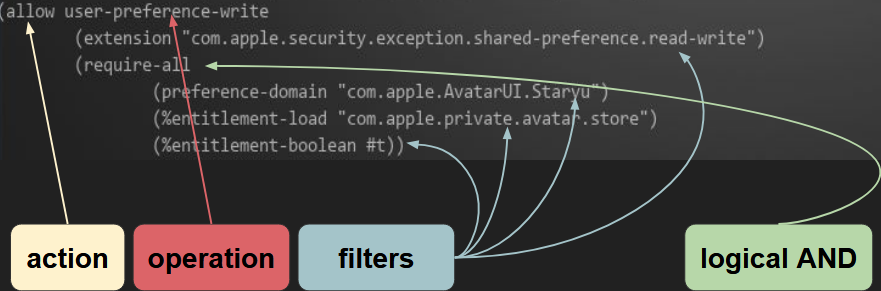 (allow user-preference-write
(extension "com.apple.security.exception.shared-preference.read-write")
(require-all
(preference-domain "com.apple.AvatarUI.Staryu")
(%entitlement-load "com.apple.private.avatar.store")
(%entitlement-boolean #t))
action operation filters logical AND